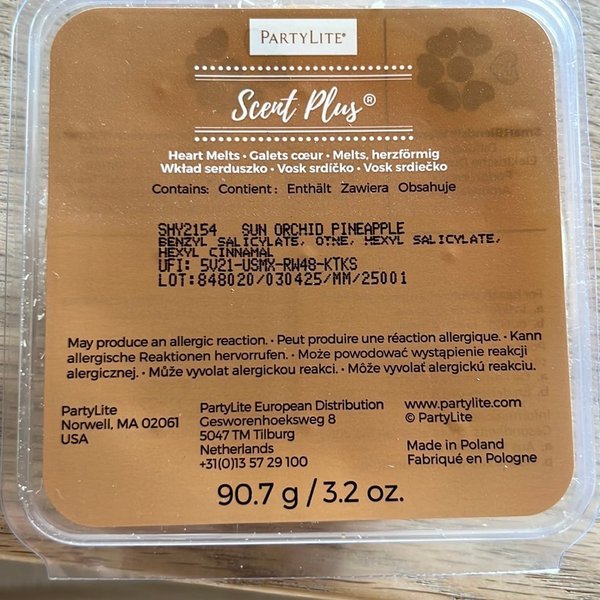 PARTYLITE®
Scent Plus®
Heart Melts • Galets cœur • Melts, herzförmig
Wkład serduszko • Vosk srdíčko • Vosk srdiečko
Contains: Contient: Enthält Zawiera Obsahuje
SHY2154 SUN ORCHID PINEAPPLE
BENZYL SALICYLATE, OTNE, HEXYL SALICYLATE,
HEXYL CINNAMAL
UFI: 5V21-USMX-RW48-KTKS
LOT:848020/030425/MM/25001
May produce an allergic reaction. • Peut produire une réaction allergique. • Kann
allergische Reaktionen hervorrufen. • Może powodować wystąpienie reakcji
alergicznej. • Může vyvolat alergickou reakci. • Môže vyvolať alergickú reakciu.
PartyLite
Norwell, MA 02061
USA
PartyLite European Distribution
Gesworenhoeksweg 8
5047 TM Tilburg
Netherlands
+31(0)13 57 29 100
www.partylite.com
© PartyLite
Made in Poland
Fabriqué en Pologne
90.7 g / 3.2 oz.